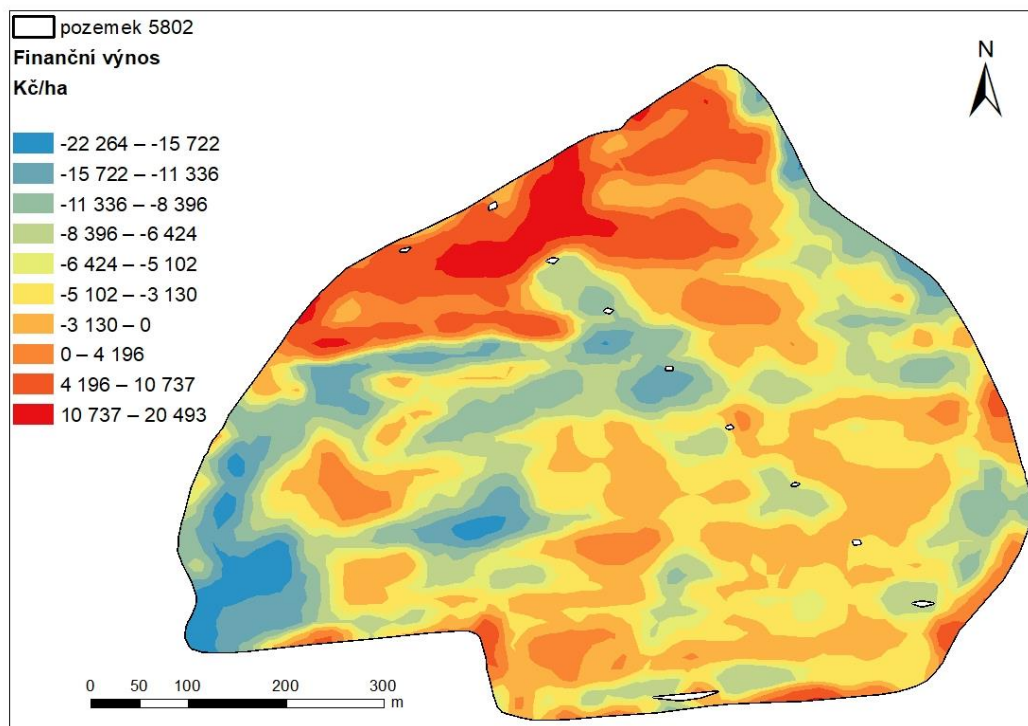 pozemek 5802
Finanční výnos
Kč/ha
-22 264 – -15 722
-15 722 – -11 336
-11 336 – -8 396
-8 396 – -6 424
-6 424 – -5 102
-5 102 – -3 130
-3 130 – 0
0 – 4 196
4 196 – 10 737
10 737 – 20 493
N
0 50 100 200 300
m